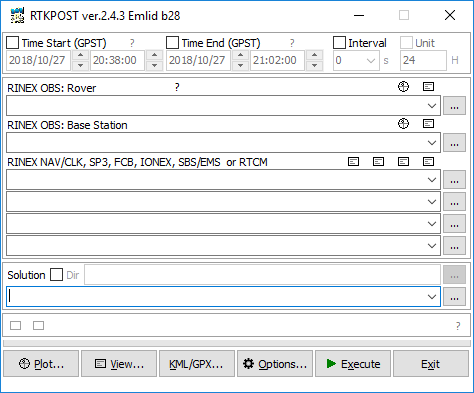 RTKPOST ver.2.4.3 Emlid b28
Time Start (GPST) ? Time End (GPST) ? Interval Unit
2018/10/27 20:38:00 2018/10/27 21:02:00 0 s 24 H
RINEX OBS: Rover ?
...
RINEX OBS: Base Station
...
RINEX NAV/CLK, SP3, FCB, IONEX, SBS/EMS or RTCM
...
...
...
...
Solution Dir ...
...
?
Plot... View... KML/GPX... Options... Execute Exit